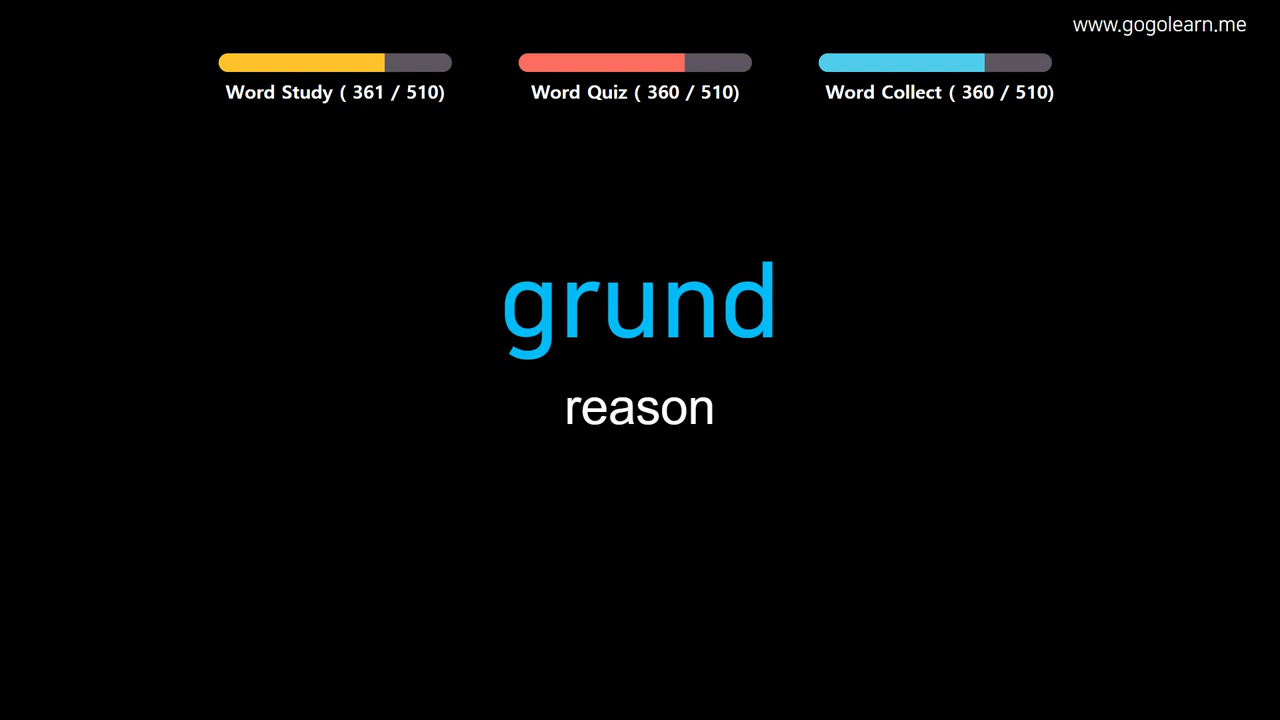 www.gogolearn.me
Word Study ( 361 / 510)
Word Quiz ( 360 / 510)
Word Collect ( 360 / 510)
grund
reason